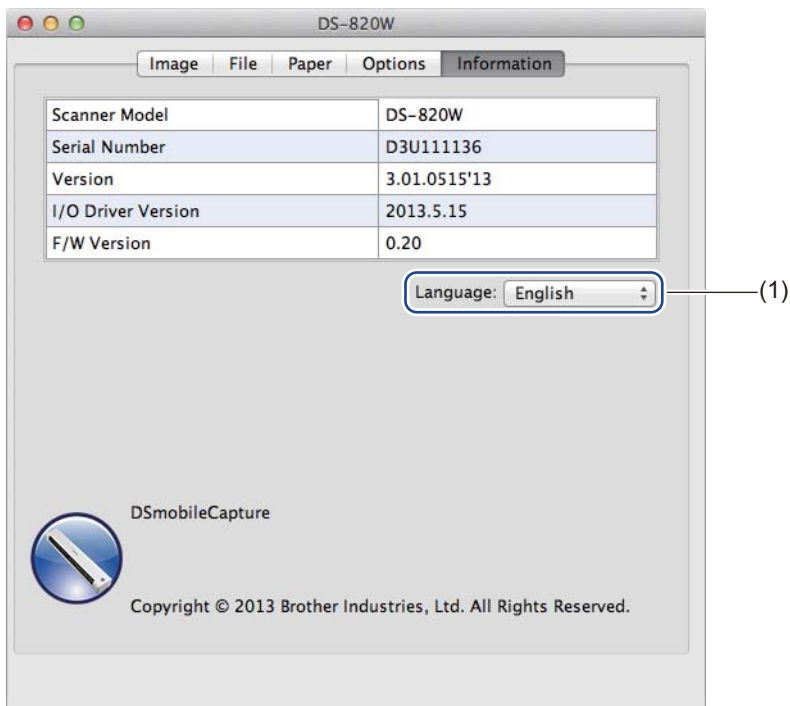 DS-820W
Image File Paper Options Information
Scanner Model DS-820W
Serial Number D3U111136
Version 3.01.0515'13
I/O Driver Version 2013.5.15
F/W Version 0.20
Language: English (1)
DSmobileCapture
Copyright © 2013 Brother Industries, Ltd. All Rights Reserved.